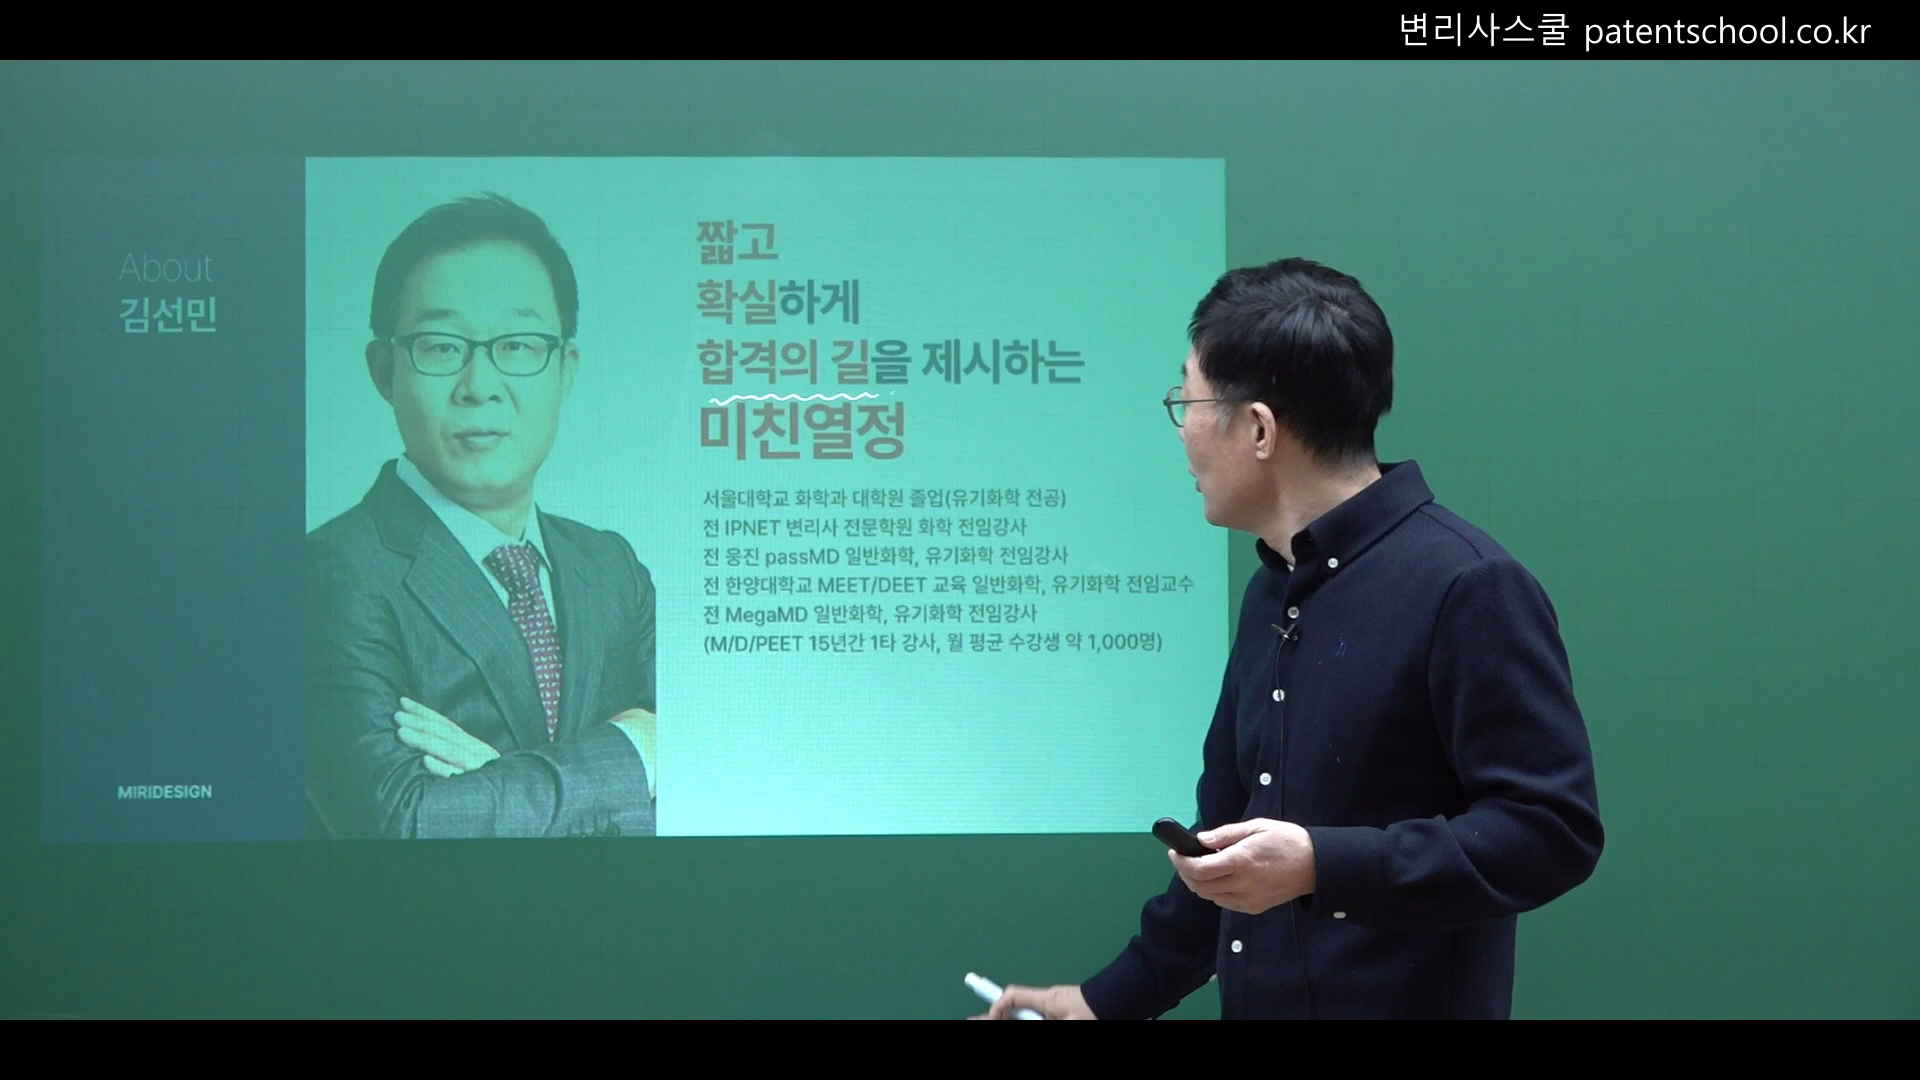 변리사스쿨 patentschool.co.kr
About
김선민
짧고
확실하게
합격의 길을 제시하는
미친열정
서울대학교 화학과 대학원 졸업(유기화학 전공)
전 IPNET 변리사 전문학원 화학 전임강사
전 웅진 passMD 일반화학, 유기화학 전임강사
전 한양대학교 MEET/DEET 교육 일반화학, 유기화학 전임교수
전 MegaMD 일반화학, 유기화학 전임강사
(M/D/PEET 15년간 1타 강사, 월 평균 수강생 약 1,000명)
MIRIDESIGN